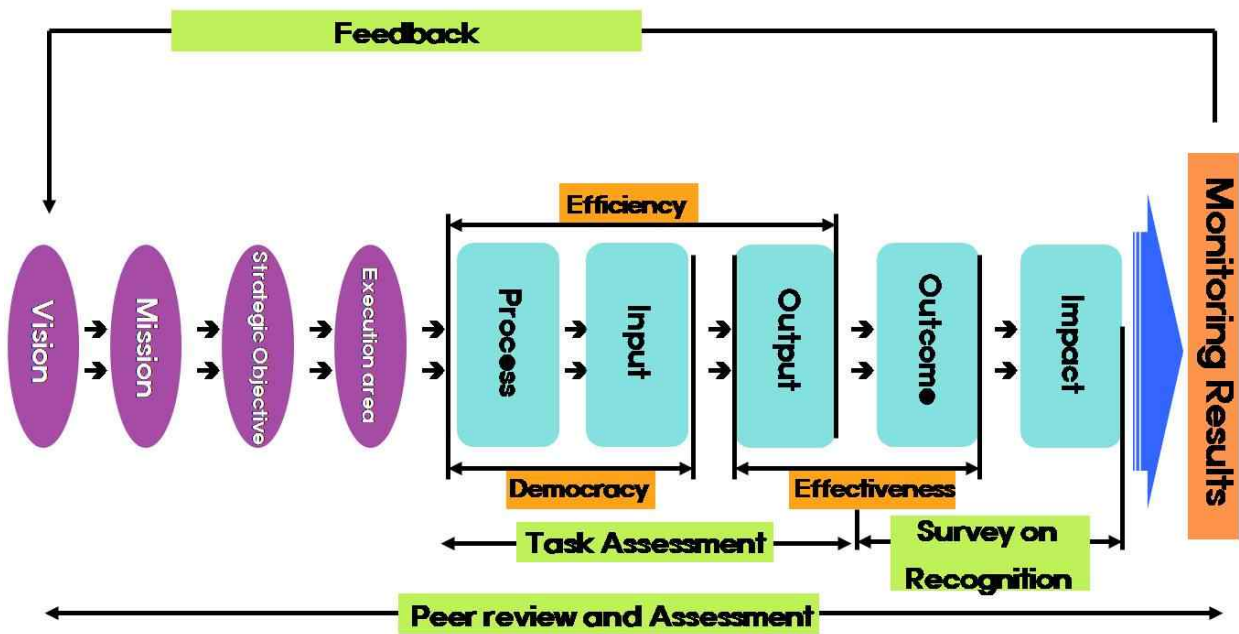 Feedback
Efficiency
Vision
Mission
Strategic Objective
Execution area
Process
Input
Output
Outcome
Impact
Monitoring Results
Democracy
Effectiveness
Task Assessment
Survey on
Recognition
Peer review and Assessment